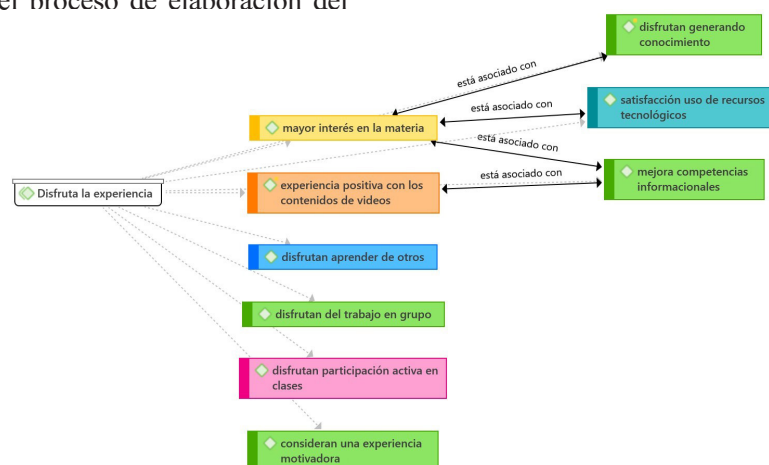 el proceso de elaboración del
disfrutan generando
conocimiento
está asociado con
satisfacción uso de recursos
tecnológicos
está asociado con
mayor interés en la materia
está asociado con
mejora competencias
informacionales
está asociado con
Disfruta la experiencia
experiencia positiva con los
contenidos de videos
disfrutan aprender de otros
disfrutan del trabajo en grupo
disfrutan participación activa en
clases
consideran una experiencia
motivadora